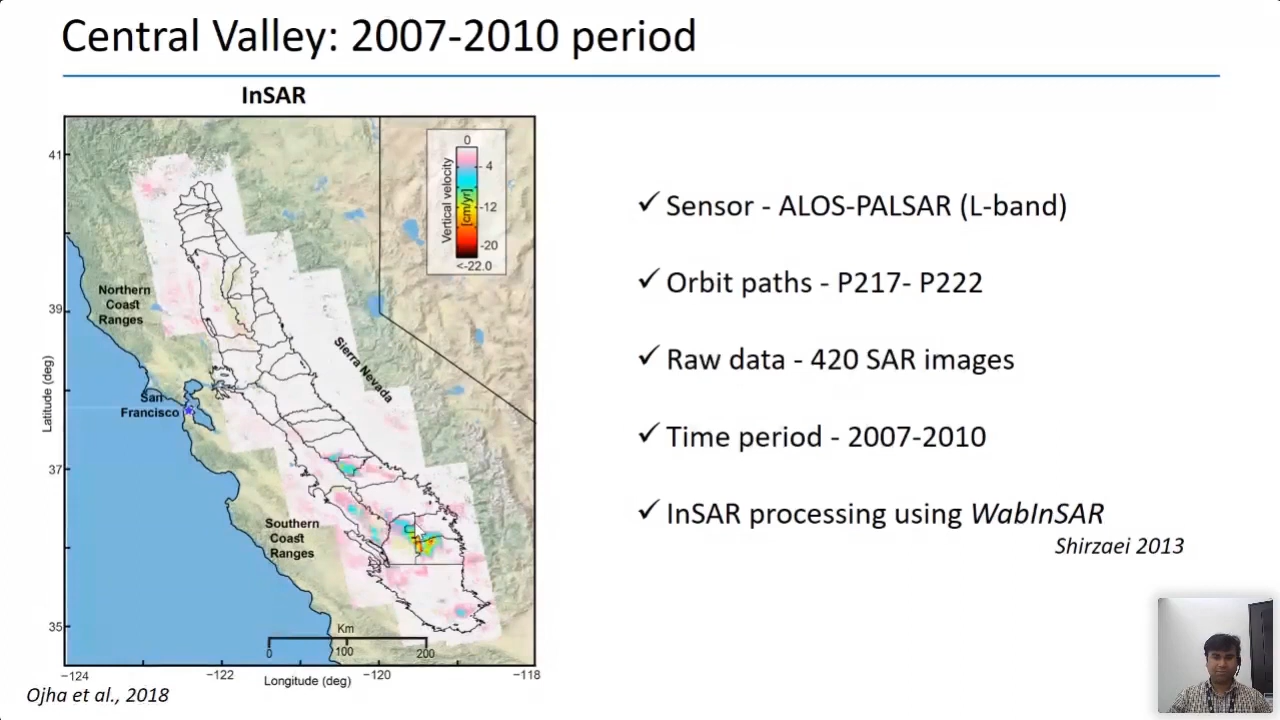 Central Valley: 2007-2010 period
InSAR
0
4
-12
-20
<-22.0
Vertical velocity
[cm/yr]
41
39
37
35
Latitude (deg)
Northern
Coast
Ranges
Sierra Nevada
San
Francisco
Southern
Coast
Ranges
Km
0 100 200
−124 −122 −120 −118
Longitude (deg)
Ojha et al., 2018
✓ Sensor - ALOS-PALSAR (L-band)
✓ Orbit paths - P217- P222
✓ Raw data - 420 SAR images
✓ Time period - 2007-2010
✓ InSAR processing using WabInSAR
Shirzaei 2013